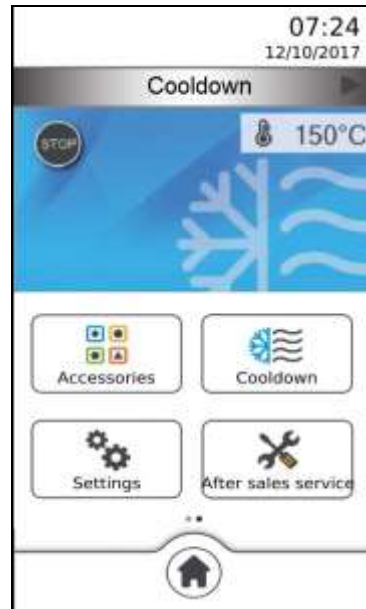 07:24
12/10/2017
Cooldown
STOP
150°C
Accessories
Cooldown
Settings
After sales service